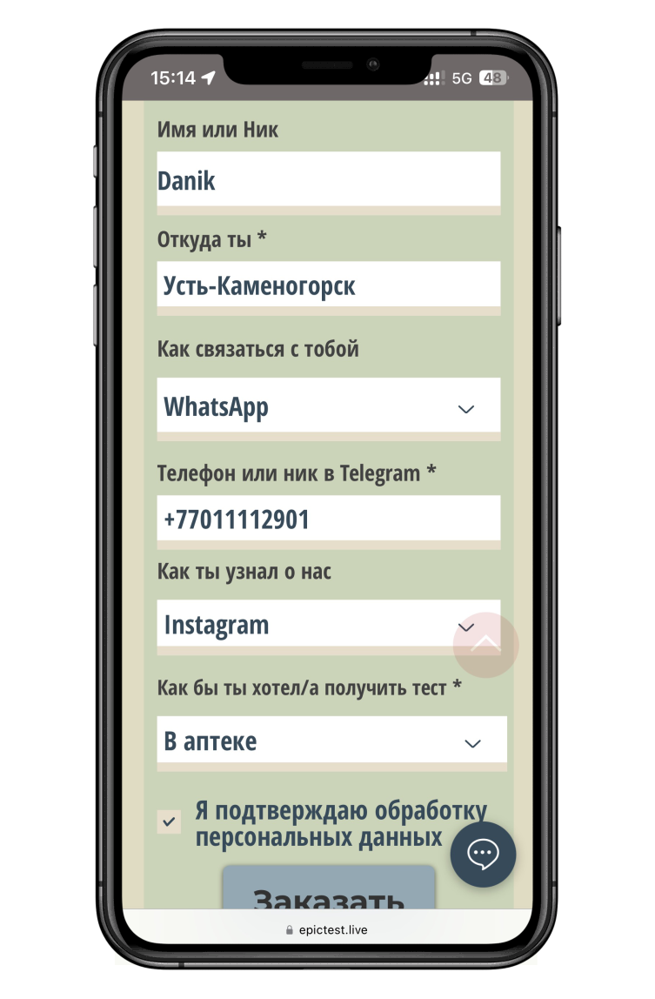 15:14
5G 48
Имя или Ник
Danik
Откуда ты *
Усть-Каменогорск
Как связаться с тобой
WhatsApp
Телефон или ник в Telegram *
+77011112901
Как ты узнал о нас
Instagram
Как бы ты хотел/а получить тест *
В аптеке
Я подтверждаю обработку
персональных данных
Заказать
epictest.live